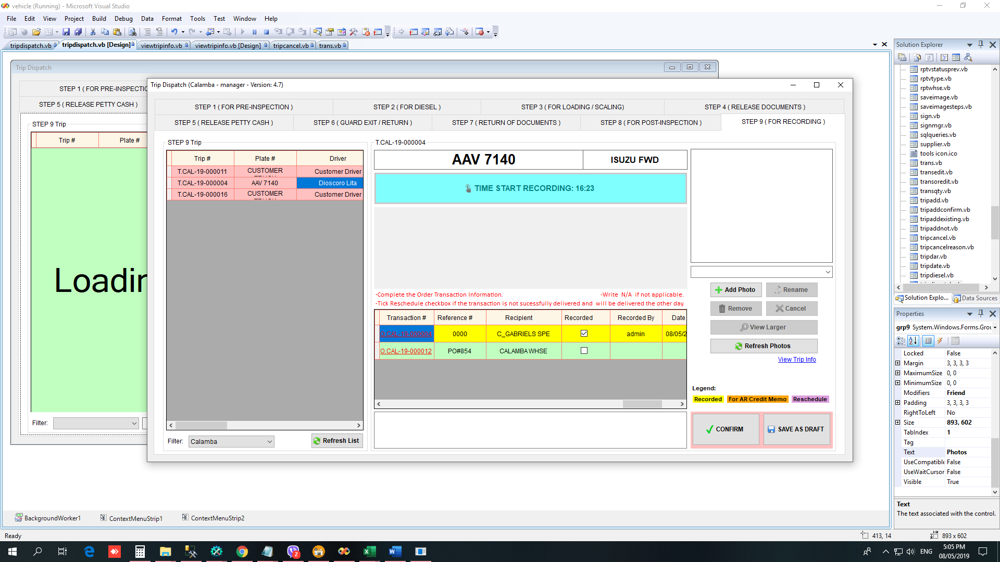 vehicle (Running) - Microsoft Visual Studio
File Edit View Project Build Debug Data Format Tools Test Window Help
tripdispatch.vb tripdispatch.vb [Design] viewtripinfo.vb viewtripinfo.vb [Design] tripcancel.vb trans.vb
Trip Dispatch
STEP 1 ( FOR PRE-INSPECTIO
STEP 5 ( RELEASE PETTY CASH )
STEP 9 Trip
Trip # Plate #
Loadin
Filter:
Trip Dispatch (Calamba - manager - Version: 4.7)
STEP 1 ( FOR PRE-INSPECTION ) STEP 2 ( FOR DIESEL ) STEP 3 ( FOR LOADING / SCALING) STEP 4 ( RELEASE DOCUMENTS )
STEP 5 ( RELEASE PETTY CASH ) STEP 6 ( GUARD EXIT / RETURN ) STEP 7 ( RETURN OF DOCUMENTS ) STEP 8 ( FOR POST-INSPECTION ) STEP 9 ( FOR RECORDING )
STEP 9 Trip
Trip # Plate # Driver
T.CAL-19-000011 CUSTOMER Customer Driver
T.CAL-19-000004 AAV 7140 Dioscoro Lita
T.CAL-19-000016 CUSTOMER Customer Driver
Filter: Calamba Refresh List
T.CAL-19-000004
AAV 7140 ISUZU FWD
TIME START RECORDING: 16:23
-Complete the Order Transaction Information. -Write N/A if not applicable.
-Tick Reschedule checkbox if the transaction is not sucessfully delivered and will be delivered the other day.
Transaction # Reference # Recipient Recorded Recorded By Date
O.CAL-19-000004 0000 C_GABRIELS SPE admin 08/05/2
O.CAL-19-000012 PO#854 CALAMBA WHSE
Add Photo Rename
Remove Cancel
View Larger
Refresh Photos
View Trip Info
Legend:
Recorded For AR Credit Memo Reschedule
CONFIRM SAVE AS DRAFT
BackgroundWorker1 ContextMenuStrip1 ContextMenuStrip2
Solution Explorer
rptvstatusprev.vb
rptvtype.vb
rptwhse.vb
saveimage.vb
saveimagesteps.vb
sign.vb
signmgr.vb
sqlqueries.vb
supplier.vb
tools icon.ico
trans.vb
transedit.vb
transoredit.vb
transqty.vb
tripadd.vb
tripaddconfirm.vb
tripaddexisting.vb
tripaddnot.vb
tripcancel.vb
tripcancelreason.vb
tripdar.vb
tripdate.vb
tripdiesel.vb
Solution Explo... Data Sources
Properties
grp9 System.Windows.Forms.Grou
Locked False
Margin 3, 3, 3, 3
MaximumSize 0, 0
MinimumSize 0, 0
Modifiers Friend
Padding 3, 3, 3, 3
RightToLeft No
Size 893, 602
TabIndex 1
Tag
Text Photos
UseCompatible False
UseWaitCursor False
Visible True
Text
The text associated with the control.
Ready 413, 14 893 x 602
2
ENG 5:05 PM
08/05/2019